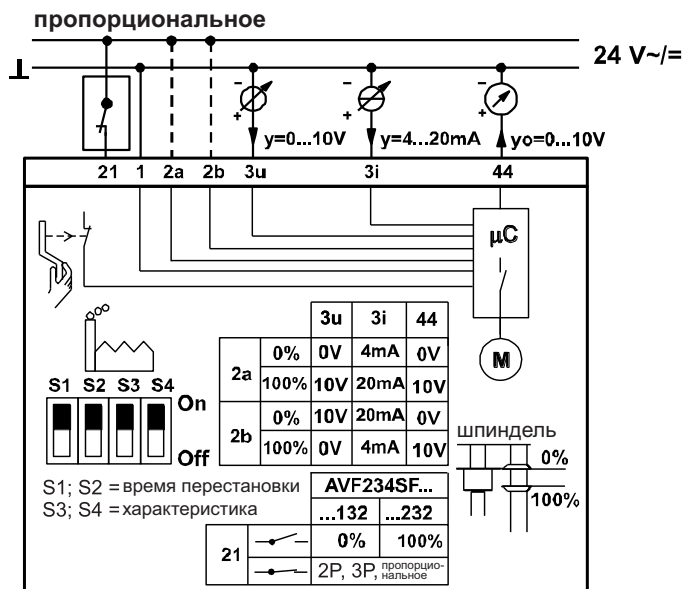 пропорциональное
24 V~/=
⊥
- - -
+ + +
y=0...10V y=4...20mA yo=0...10V
21 1 2a 2b 3u 3i 44
µC
3u 3i 44
2a 0% 0V 4mA 0V
100% 10V 20mA 10V
2b 0% 10V 20mA 0V
100% 0V 4mA 10V
M
S1 S2 S3 S4
On
Off
шпиндель
0%
100%
S1; S2 = время перестановки
S3; S4 = характеристика
AVF234SF...
...132 ...232
21 0% 100%
2P, 3P, пропорцио-
нальное